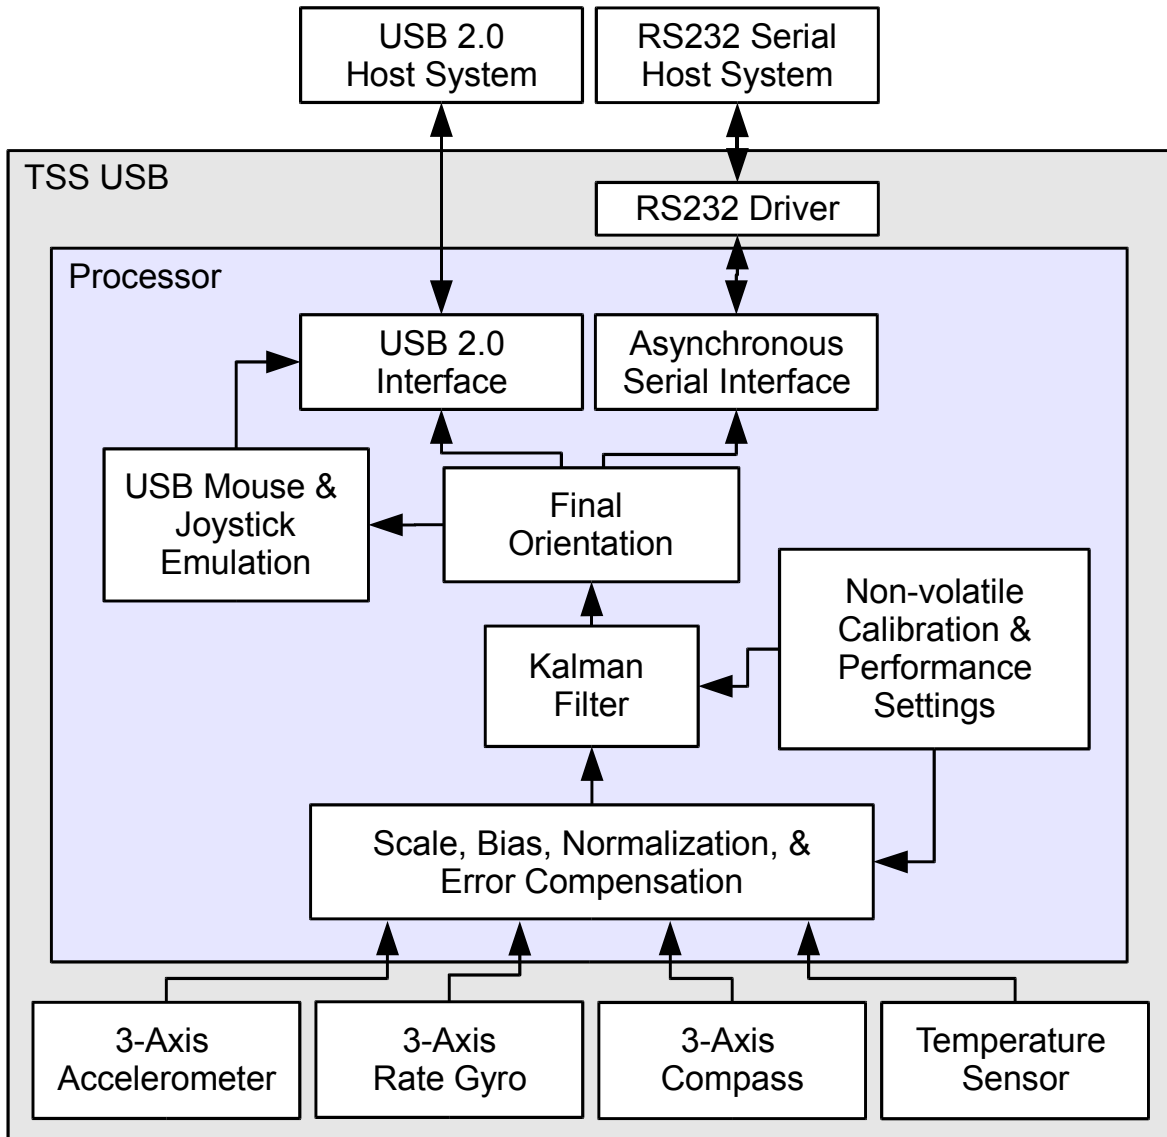 USB 2.0
Host System
RS232 Serial
Host System
TSS USB
RS232 Driver
Processor
USB 2.0
Interface
Asynchronous
Serial Interface
USB Mouse &
Joystick
Emulation
Final
Orientation
Non-volatile
Calibration &
Performance
Settings
Kalman
Filter
Scale, Bias, Normalization, &
Error Compensation
3-Axis
Accelerometer
3-Axis
Rate Gyro
3-Axis
Compass
Temperature
Sensor